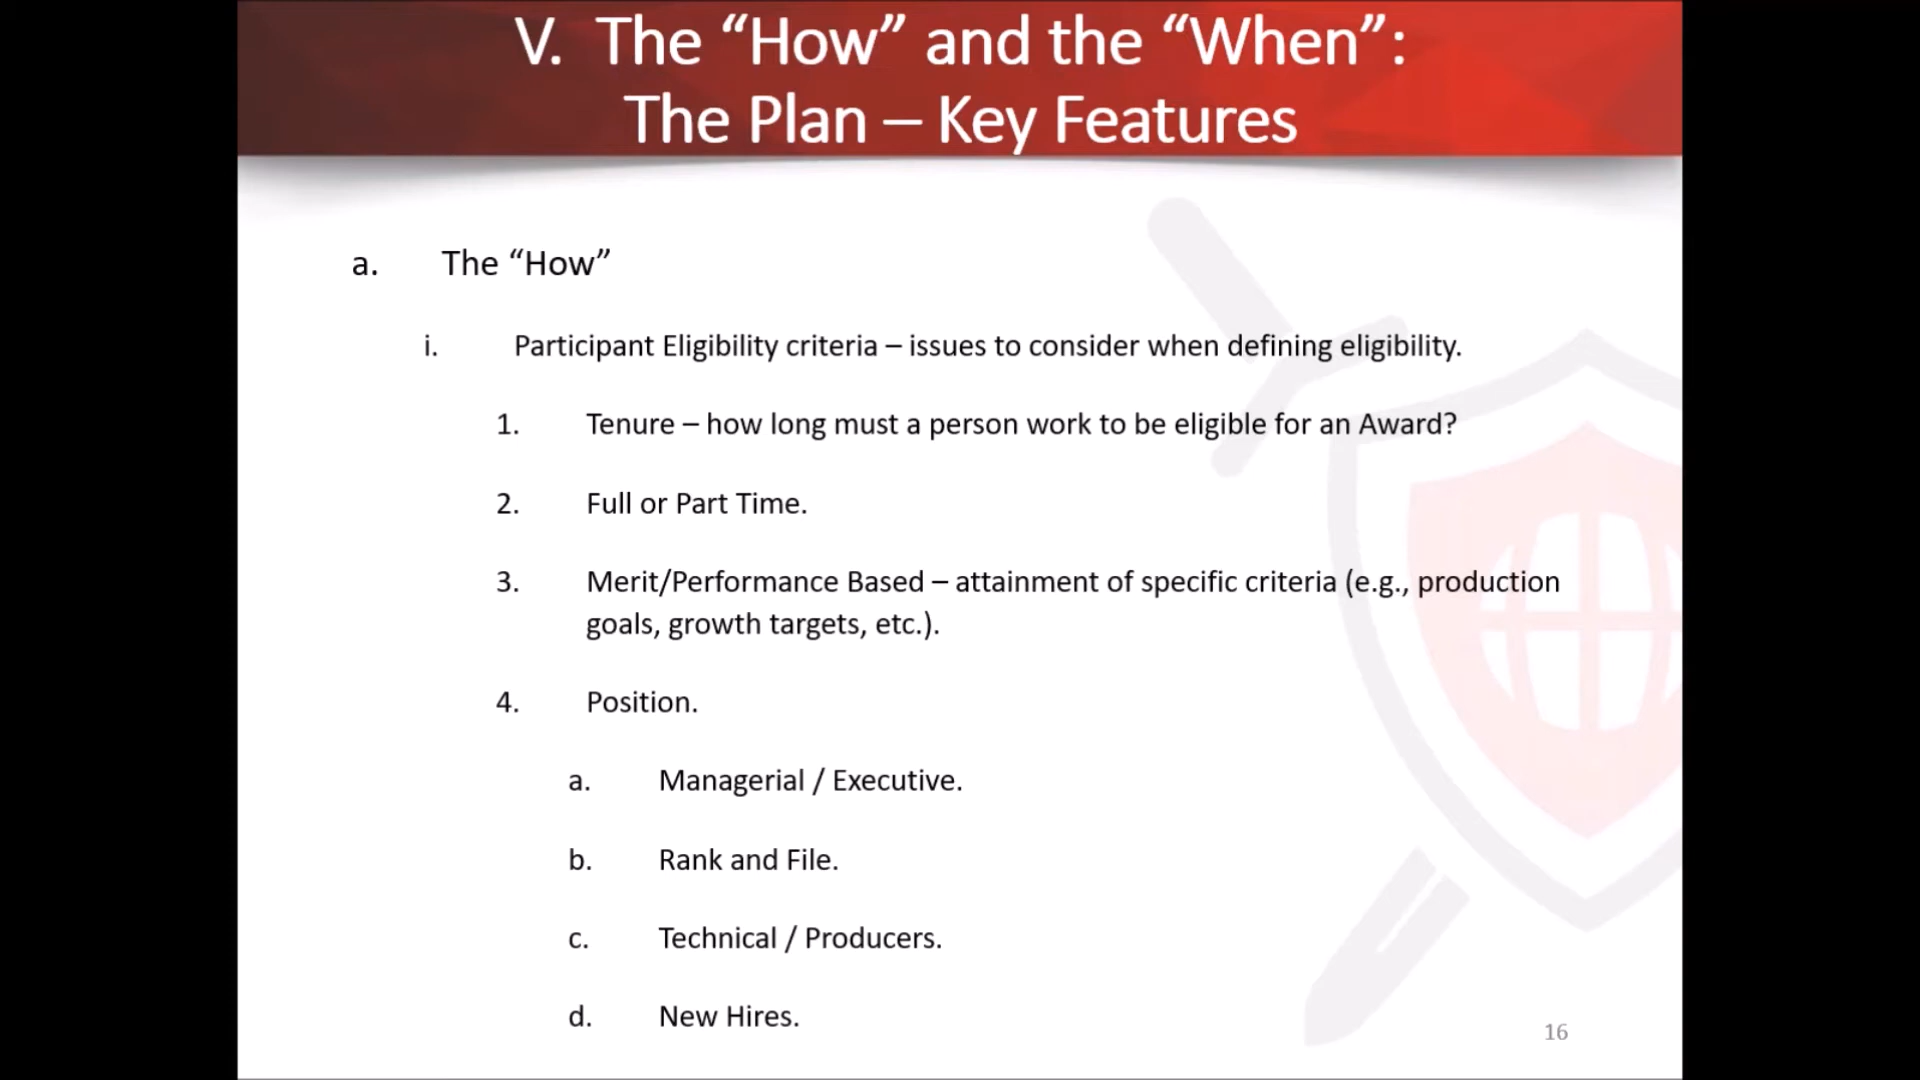 V. The “How” and the “When”:
The Plan – Key Features
a. The “How”
i. Participant Eligibility criteria – issues to consider when defining eligibility.
1. Tenure – how long must a person work to be eligible for an Award?
2. Full or Part Time.
3. Merit/Performance Based – attainment of specific criteria (e.g., production
goals, growth targets, etc.).
4. Position.
a. Managerial / Executive.
b. Rank and File.
c. Technical / Producers.
d. New Hires.
16